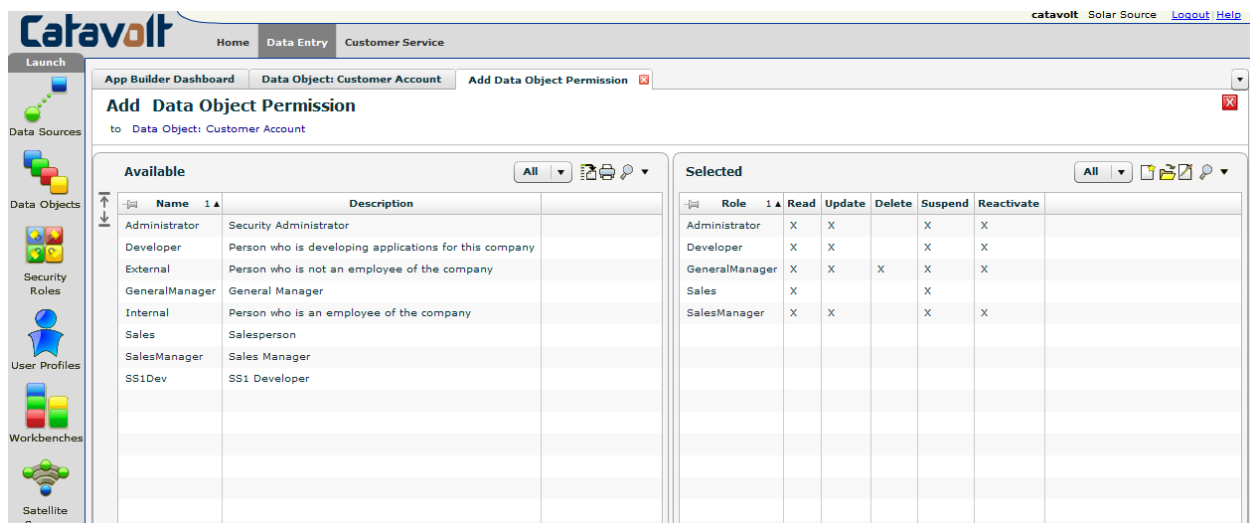 catavolt Solar Source Logout Help
Catavolt
Home Data Entry Customer Service
Launch
Data Sources
Data Objects
Security
Roles
User Profiles
Workbenches
Satellite
App Builder Dashboard Data Object: Customer Account Add Data Object Permission
Add Data Object Permission
to Data Object: Customer Account
Available All
Name 1 Description
Administrator Security Administrator
Developer Person who is developing applications for this company
External Person who is not an employee of the company
GeneralManager General Manager
Internal Person who is an employee of the company
Sales Salesperson
SalesManager Sales Manager
SS1Dev SS1 Developer
Selected All
Role 1 Read Update Delete Suspend Reactivate
Administrator X X X X
Developer X X X X
GeneralManager X X X X X
Sales X X
SalesManager X X X X